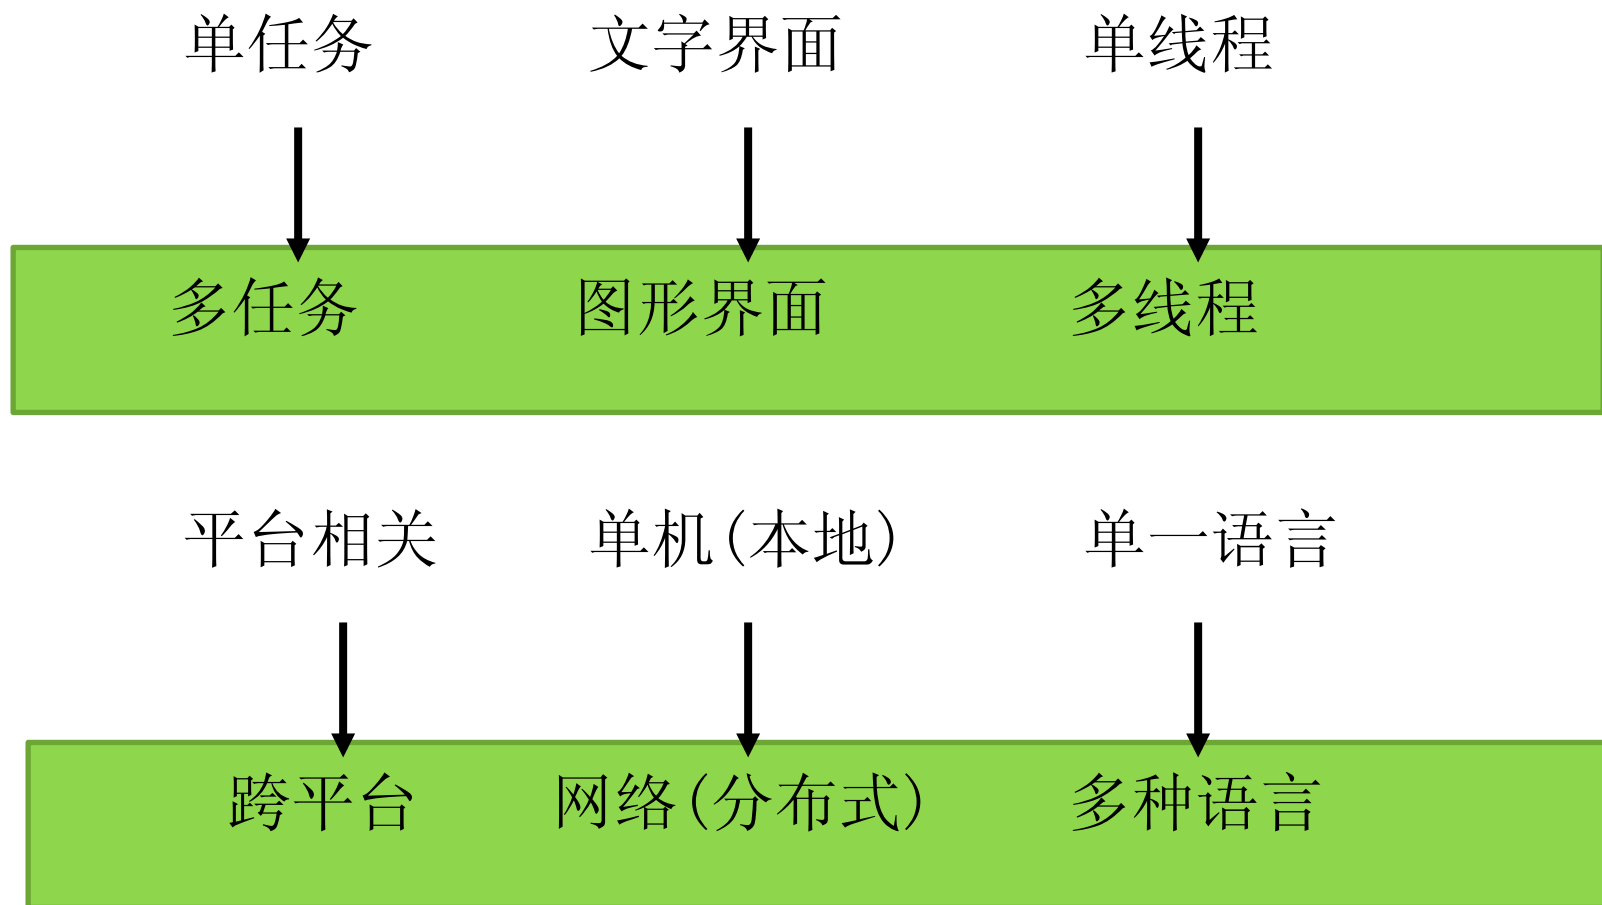 单任务 文字界面 单线程
多任务 图形界面 多线程
平台相关 单机(本地) 单一语言
跨平台 网络(分布式) 多种语言